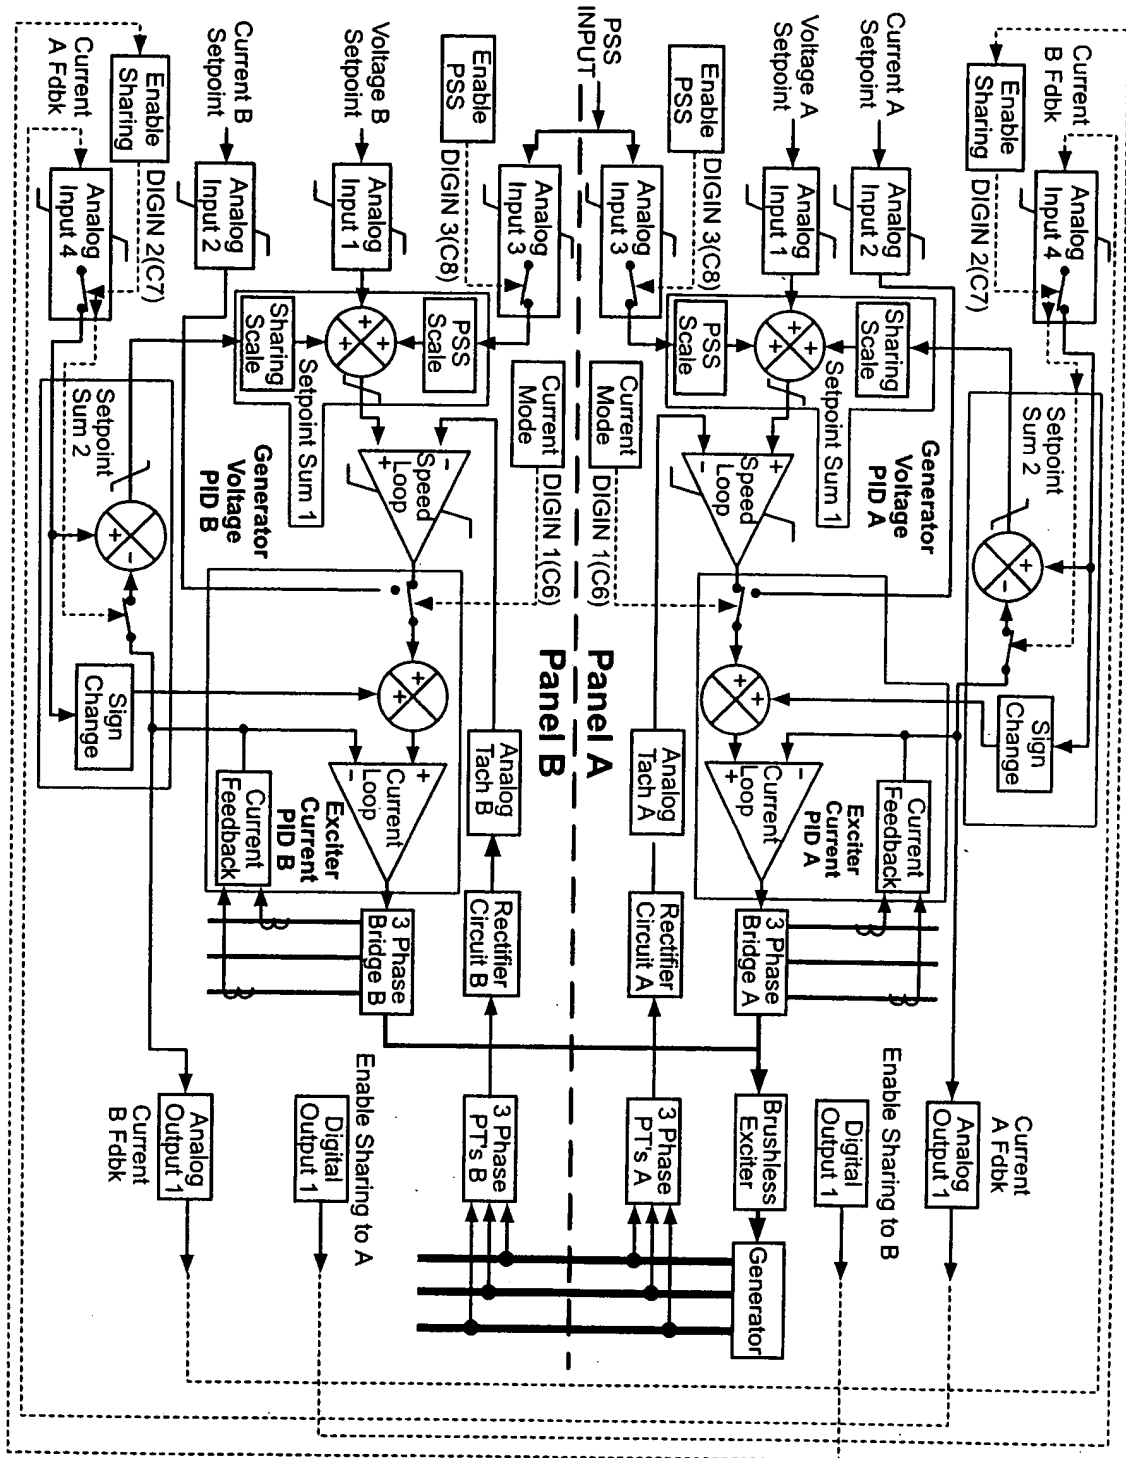 Current
B Fdbk
Analog
Input 4
Enable
Sharing
DIGIN 2(C7)
Setpoint
Sum 2
Sign
Change
Current
A Fdbk
Analog
Output 1
Current A
Setpoint
Analog
Input 2
Sharing
Scale
Generator
Voltage
PID A
Current
Feedback
Enable Sharing to B
Digital
Output 1
Voltage A
Setpoint
Analog
Input 1
+
+
+
Setpoint Sum 1
+
-
Speed
Loop
+
+
-
+
Current
Loop
Exciter
Current
PID A
3 Phase
Bridge A
Brushless
Exciter
Generator
Enable
PSS
DIGIN 3(C8)
PSS
Scale
Analog
Input 3
Current
Mode
DIGIN 1(C6)
Analog
Tach A
Rectifier
Circuit A
3 Phase
PT's A
PSS
INPUT
Panel A
Panel B
Analog
Input 3
Enable
PSS
DIGIN 3(C8)
PSS
Scale
Current
Mode
DIGIN 1(C6)
Analog
Tach B
Rectifier
Circuit B
3 Phase
PT's B
Voltage B
Setpoint
Analog
Input 1
+
+
+
Setpoint Sum 1
-
+
Speed
Loop
+
+
+
-
Current
Loop
Exciter
Current
PID B
3 Phase
Bridge B
Enable Sharing to A
Digital
Output 1
Sharing
Scale
Generator
Voltage
PID B
Current
Feedback
Current B
Setpoint
Analog
Input 2
Enable
Sharing
DIGIN 2(C7)
Current
A Fdbk
Analog
Input 4
Setpoint
Sum 2
-
+
Sign
Change
Analog
Output 1
Current
B Fdbk
+
-